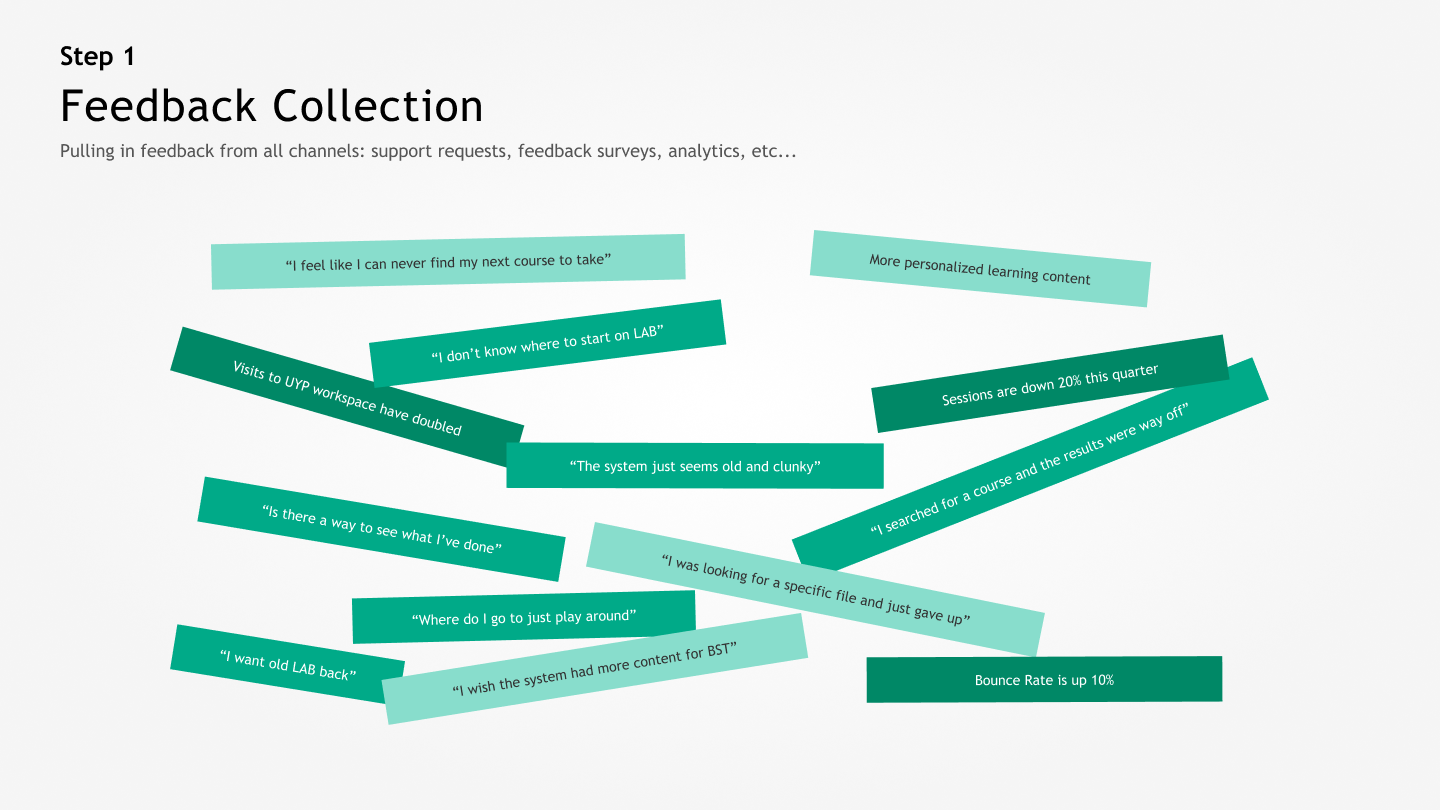 Step 1
Feedback Collection
Pulling in feedback from all channels: support requests, feedback surveys, analytics, etc...
“I feel like I can never find my next course to take”
More personalized learning content
“I don’t know where to start on LAB”
Visits to UYP workspace have doubled
Sessions are down 20% this quarter
“I searched for a course and the results were way off”
“The system just seems old and clunky”
“Is there a way to see what I’ve done”
“I was looking for a specific file and just gave up”
“Where do I go to just play around”
“I want old LAB back”
“I wish the system had more content for BST”
Bounce Rate is up 10%